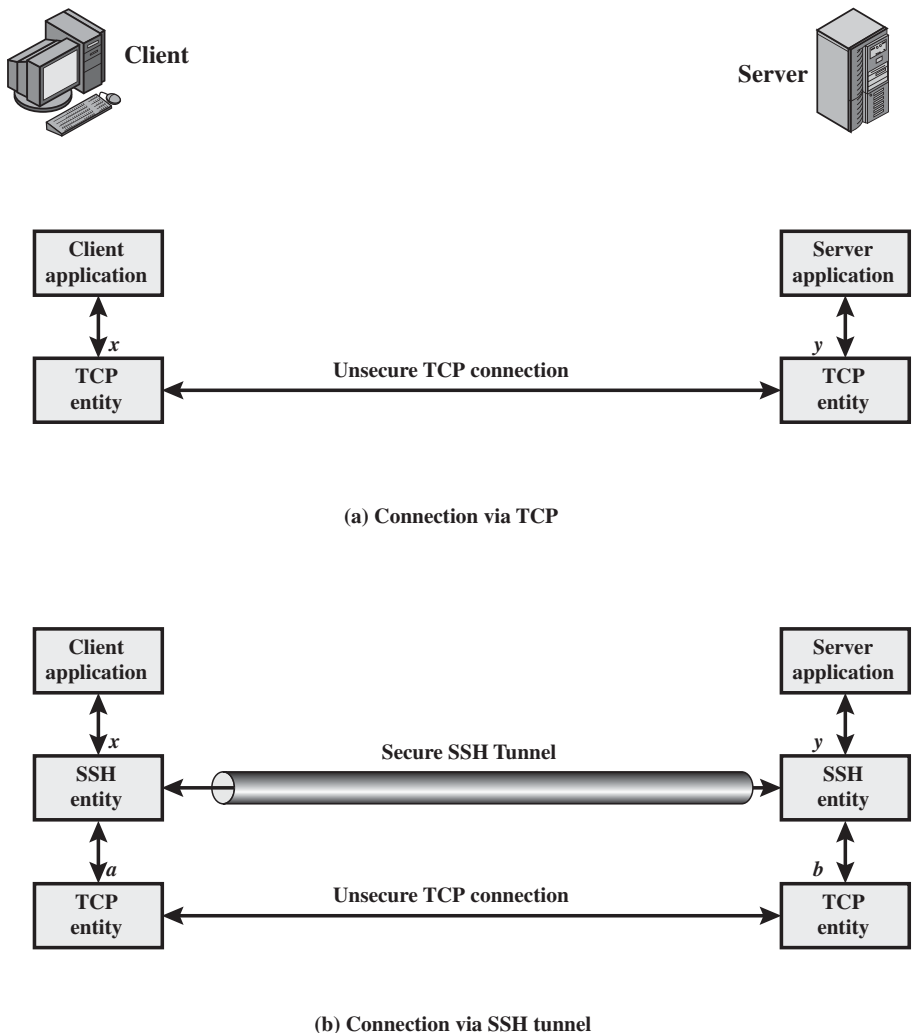 Client
Server
Client
application
Server
application
x
y
TCP
entity
Unsecure TCP connection
TCP
entity
(a) Connection via TCP
Client
application
Server
application
x
y
SSH
entity
Secure SSH Tunnel
SSH
entity
a
b
TCP
entity
Unsecure TCP connection
TCP
entity
(b) Connection via SSH tunnel